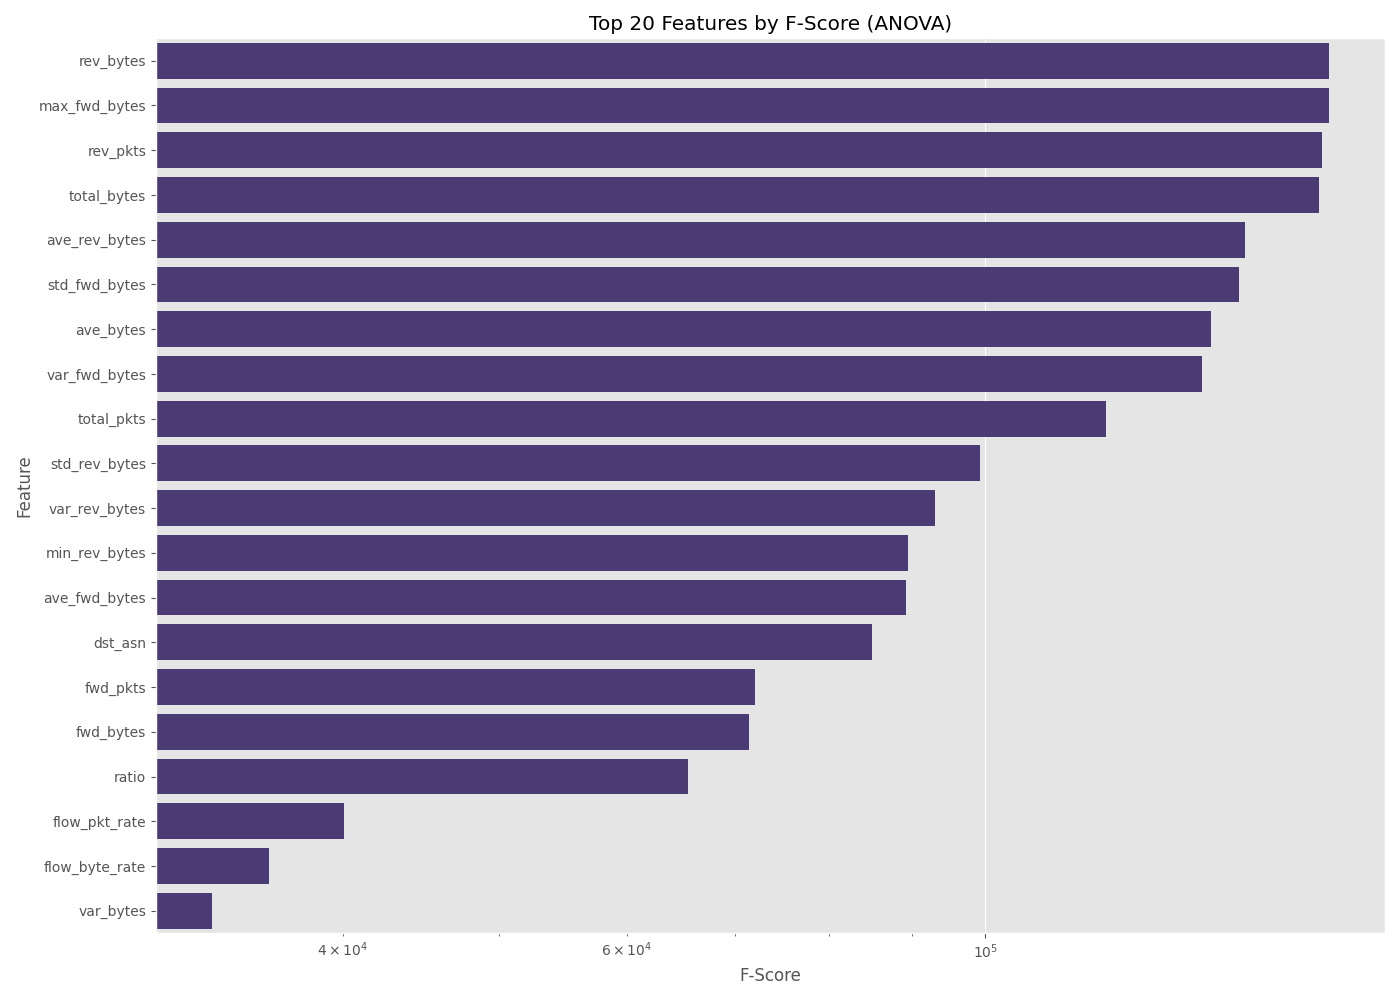 Top 20 Features by F-Score (ANOVA)
Feature
rev_bytes
max_fwd_bytes
rev_pkts
total_bytes
ave_rev_bytes
std_fwd_bytes
ave_bytes
var_fwd_bytes
total_pkts
std_rev_bytes
var_rev_bytes
min_rev_bytes
ave_fwd_bytes
dst_asn
fwd_pkts
fwd_bytes
ratio
flow_pkt_rate
flow_byte_rate
var_bytes
4 × 10⁴ 6 × 10⁴ 10⁵
F-Score